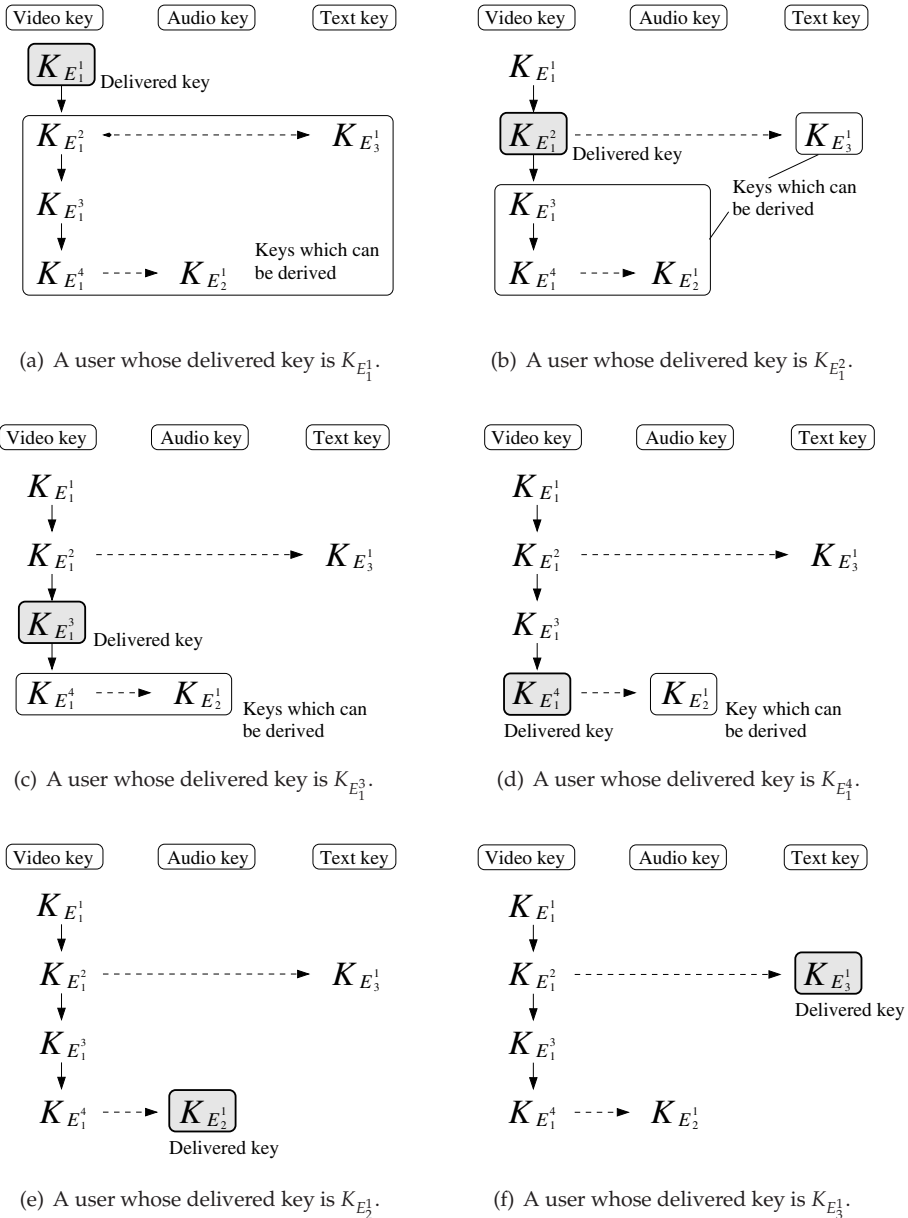 Video key Audio key Text key
K_{E_1^1}
Delivered key
K_{E_1^2} K_{E_3^1}
K_{E_1^3}
Keys which can
be derived
K_{E_1^4} K_{E_2^1}
(a) A user whose delivered key is K_{E_1^1}.
Video key Audio key Text key
K_{E_1^1}
K_{E_1^2} K_{E_3^1}
Delivered key
Keys which can
be derived
K_{E_1^3}
K_{E_1^4} K_{E_2^1}
(b) A user whose delivered key is K_{E_1^2}.
Video key Audio key Text key
K_{E_1^1}
K_{E_1^2} K_{E_3^1}
K_{E_1^3}
Delivered key
K_{E_1^4} K_{E_2^1}
Keys which can
be derived
(c) A user whose delivered key is K_{E_1^3}.
Video key Audio key Text key
K_{E_1^1}
K_{E_1^2} K_{E_3^1}
K_{E_1^3}
K_{E_1^4} K_{E_2^1}
Delivered key
Key which can
be derived
(d) A user whose delivered key is K_{E_1^4}.
Video key Audio key Text key
K_{E_1^1}
K_{E_1^2} K_{E_3^1}
K_{E_1^3}
K_{E_1^4} K_{E_2^1}
Delivered key
(e) A user whose delivered key is K_{E_2^1}.
Video key Audio key Text key
K_{E_1^1}
K_{E_1^2} K_{E_3^1}
Delivered key
K_{E_1^3}
K_{E_1^4} K_{E_2^1}
(f) A user whose delivered key is K_{E_3^1}.